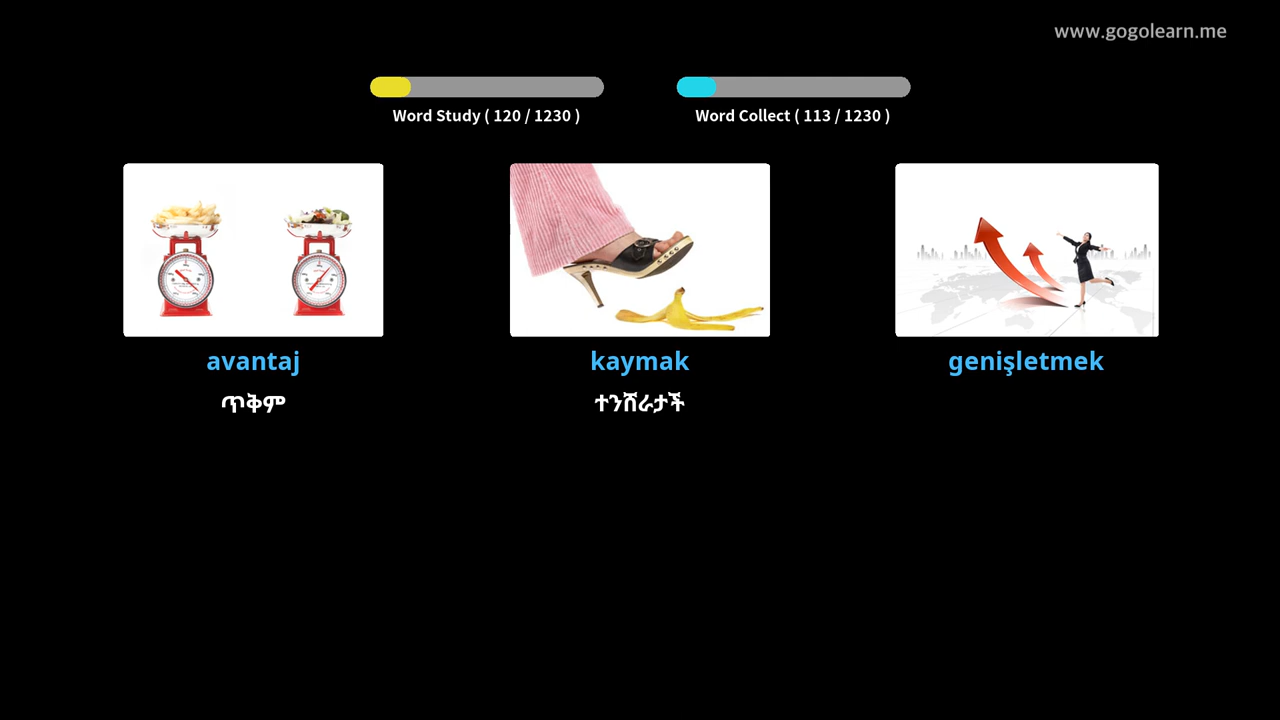 www.gogolearn.me
Word Study ( 120 / 1230 )
Word Collect ( 113 / 1230 )
avantaj
ጥቅም
kaymak
ተንሸራታች
genişletmek